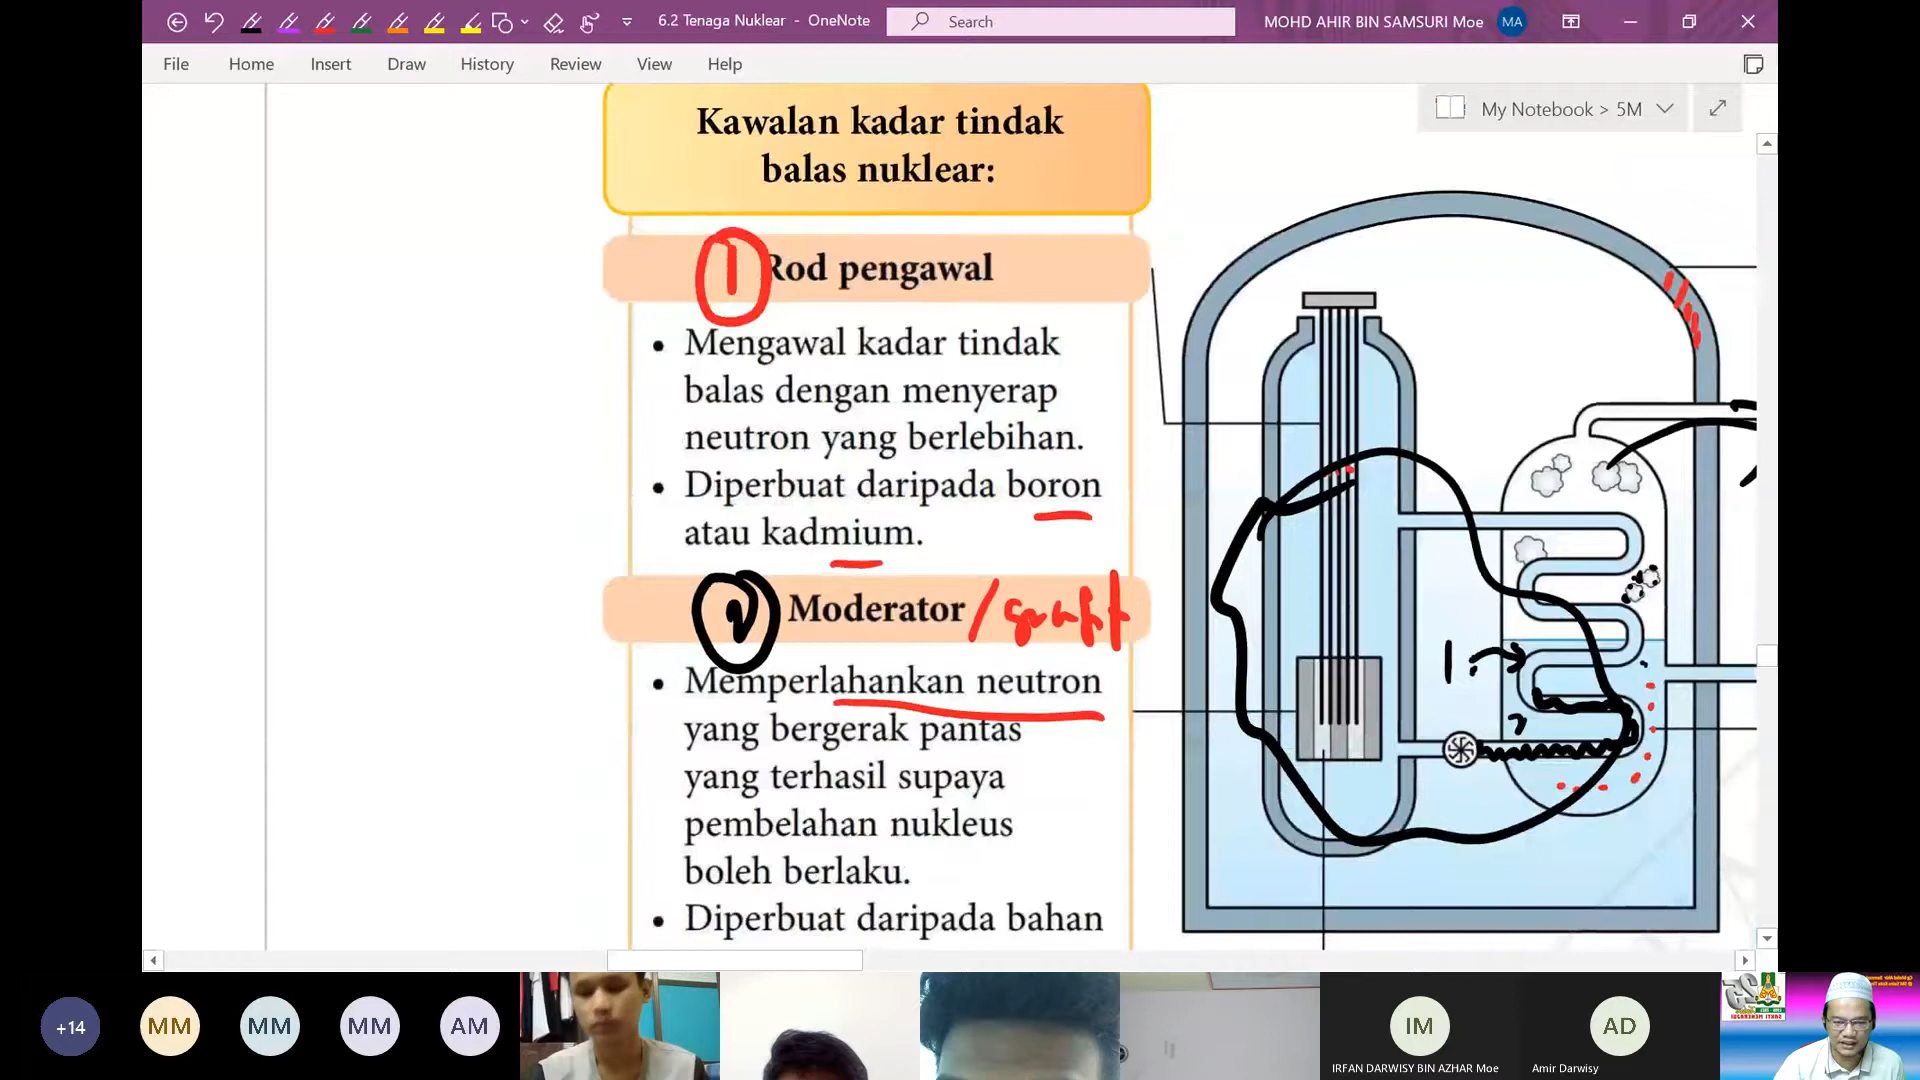 6.2 Tenaga Nuklear - OneNote
Search
MOHD AHIR BIN SAMSURI Moe
MA
File Home Insert Draw History Review View Help
My Notebook > 5M
Kawalan kadar tindak
balas nuklear:
1
Rod pengawal
• Mengawal kadar tindak
balas dengan menyerap
neutron yang berlebihan.
• Diperbuat daripada boron
atau kadmium.
Moderator
• Memperlahankan neutron
yang bergerak pantas
yang terhasil supaya
pembelahan nukleus
boleh berlaku.
• Diperbuat daripada bahan
+14
MM
MM
MM
AM
IM
IRFAN DARWISY BIN AZHAR Moe
AD
Amir Darwisy